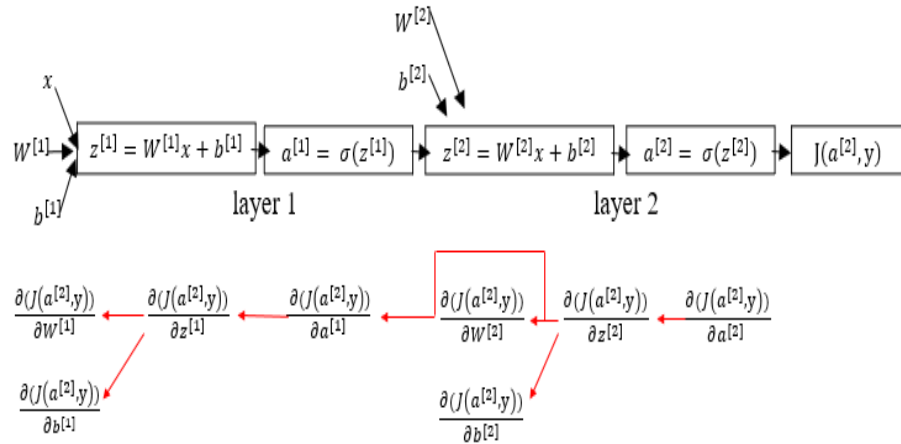 W^[2]
b^[2]
x
W^[1]
b^[1]
z^[1] = W^[1]x + b^[1]
a^[1] = σ(z^[1])
z^[2] = W^[2]x + b^[2]
a^[2] = σ(z^[2])
J(a^[2], y)
layer 1
layer 2
∂(J(a^[2],y))/∂W^[1]
∂(J(a^[2],y))/∂z^[1]
∂(J(a^[2],y))/∂a^[1]
∂(J(a^[2],y))/∂W^[2]
∂(J(a^[2],y))/∂z^[2]
∂(J(a^[2],y))/∂a^[2]
∂(J(a^[2],y))/∂b^[1]
∂(J(a^[2],y))/∂b^[2]